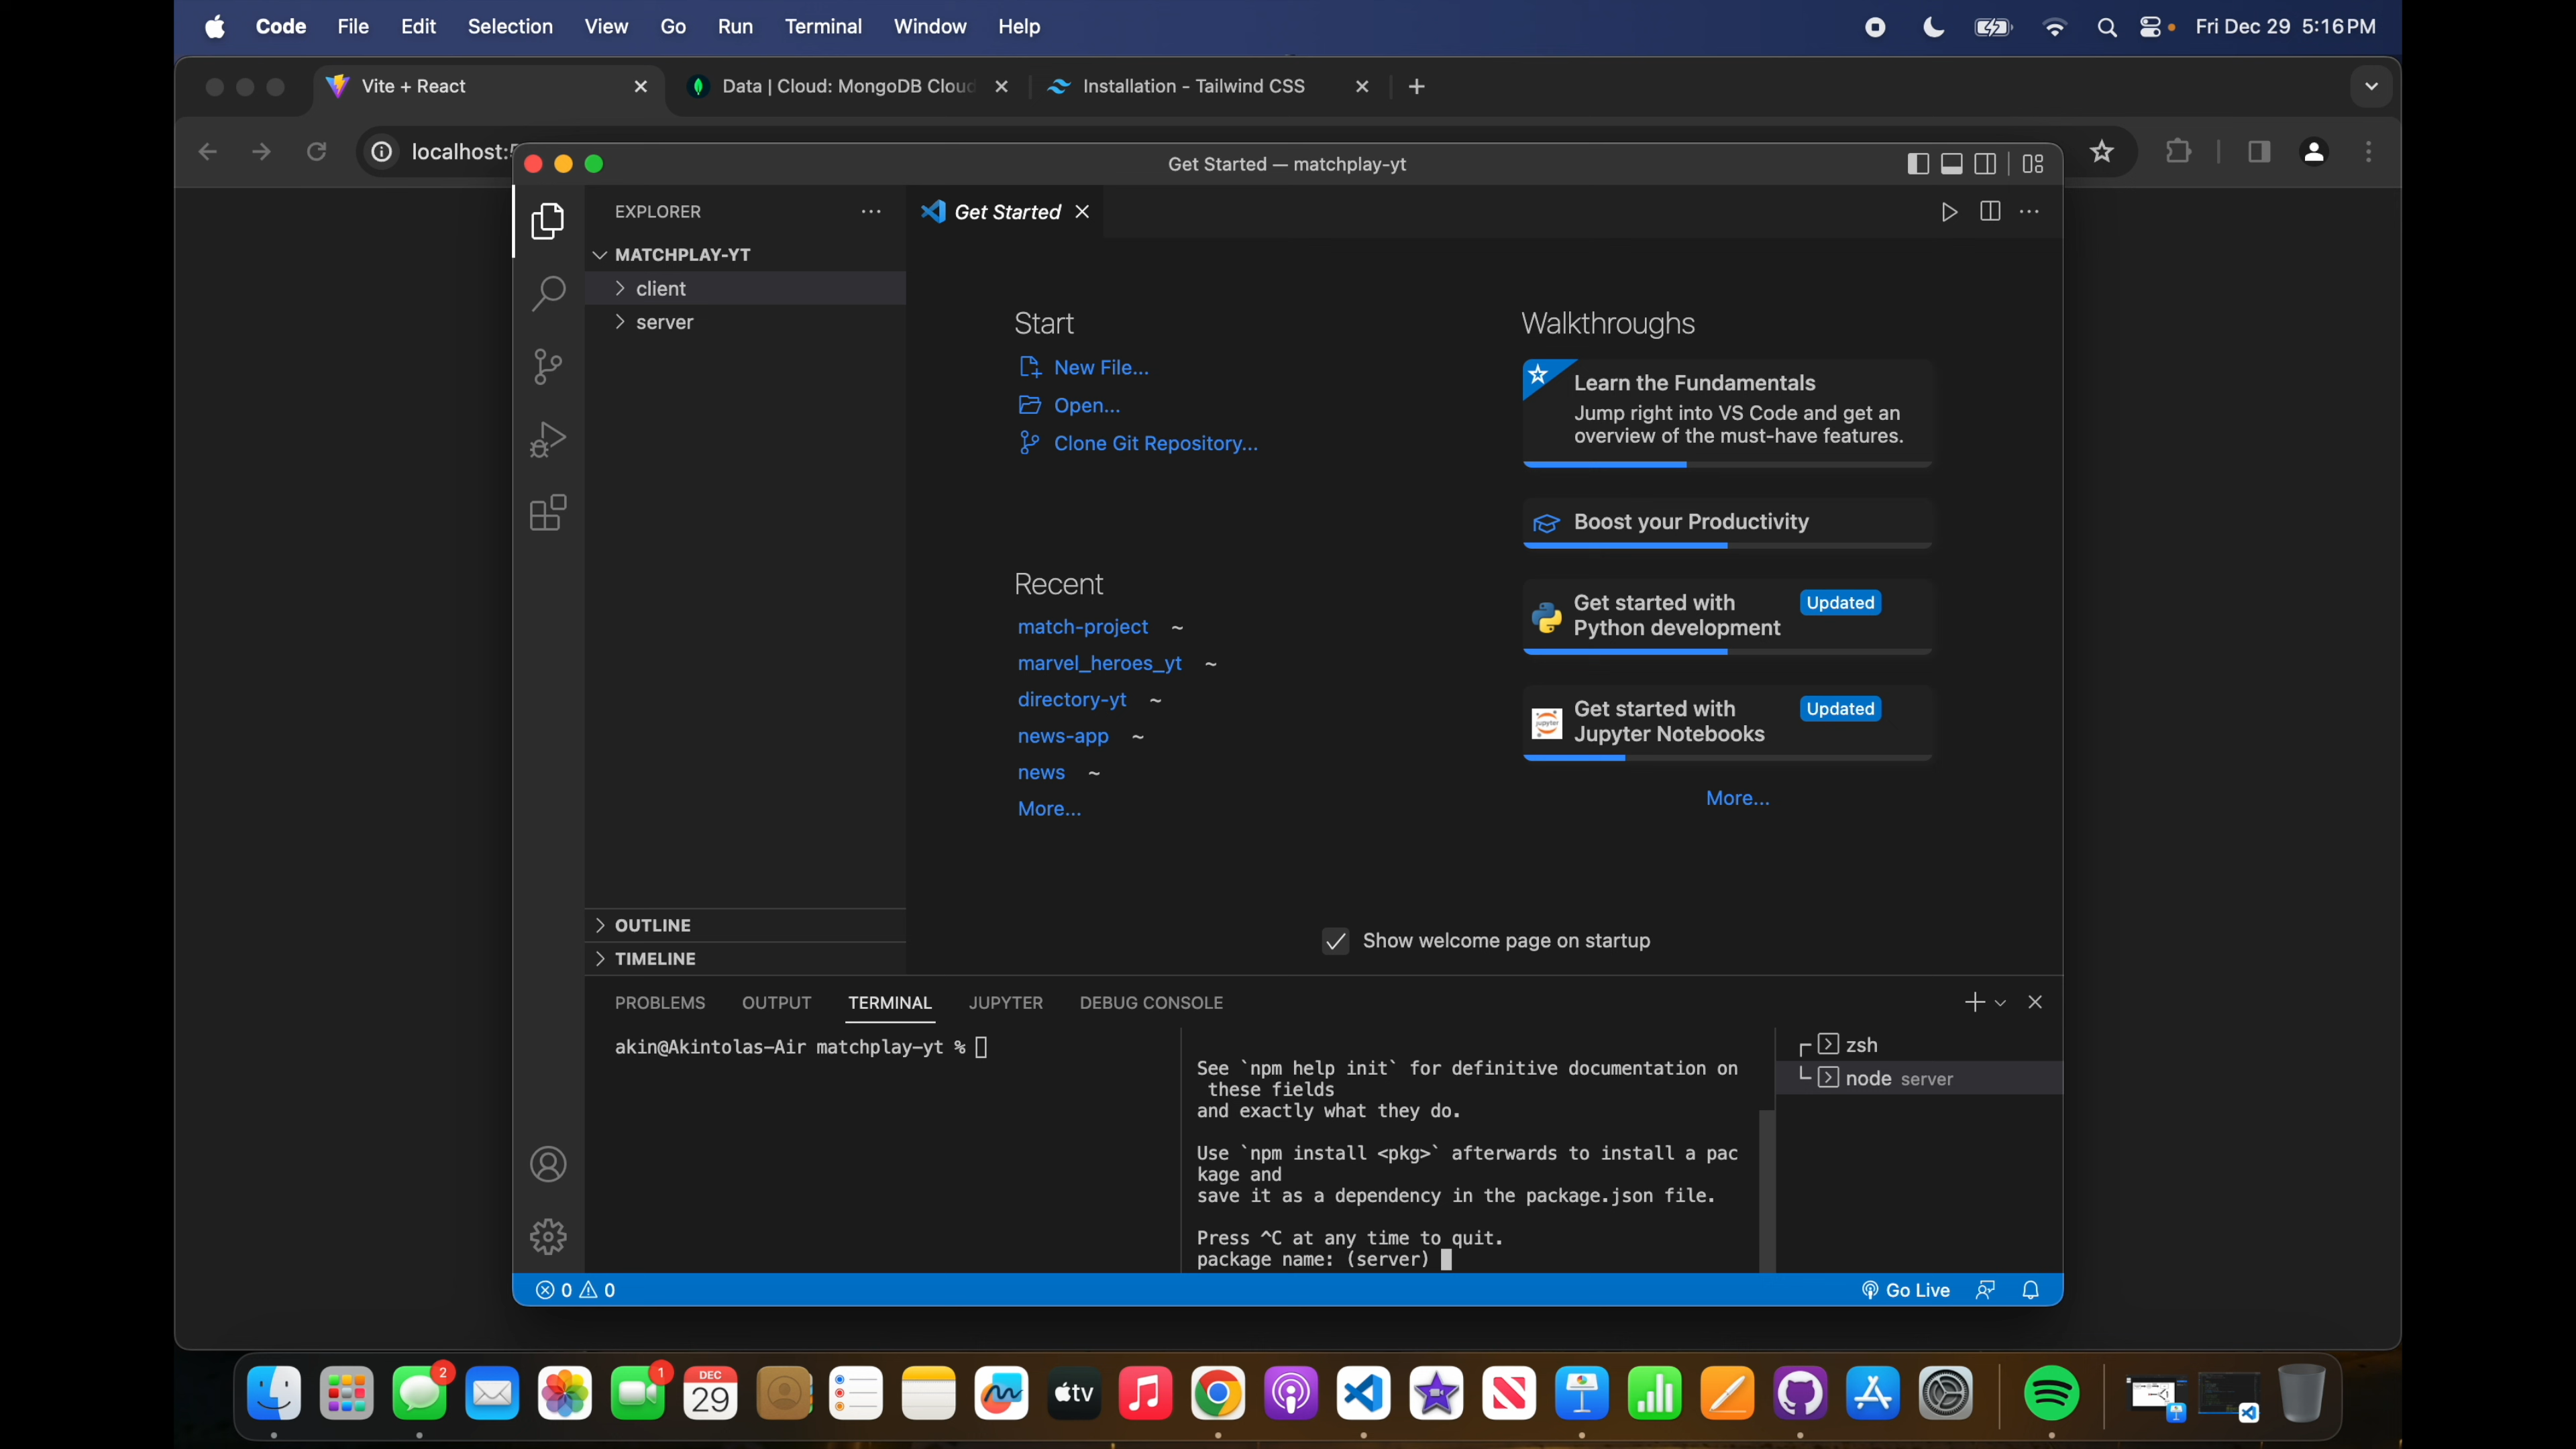 Code File Edit Selection View Go Run Terminal Window Help Fri Dec 29 5:16 PM
Vite + React Data | Cloud: MongoDB Cloud Installation - Tailwind CSS
localhost:
Get Started — matchplay-yt
EXPLORER
Get Started
MATCHPLAY-YT
client
server
Start
New File...
Open...
Clone Git Repository...
Recent
match-project ~
marvel_heroes_yt ~
directory-yt ~
news-app ~
news ~
More...
Walkthroughs
Learn the Fundamentals
Jump right into VS Code and get an
overview of the must-have features.
Boost your Productivity
Get started with
Python development
Updated
Get started with
Jupyter Notebooks
Updated
More...
Show welcome page on startup
OUTLINE
TIMELINE
PROBLEMS OUTPUT TERMINAL JUPYTER DEBUG CONSOLE
akin@Akintolas-Air matchplay-yt %
See `npm help init` for definitive documentation on
these fields
and exactly what they do.
Use `npm install <pkg>` afterwards to install a pac
kage and
save it as a dependency in the package.json file.
Press ^C at any time to quit.
package name: (server)
zsh
node server
0 0
Go Live
2
1
DEC
29
tv